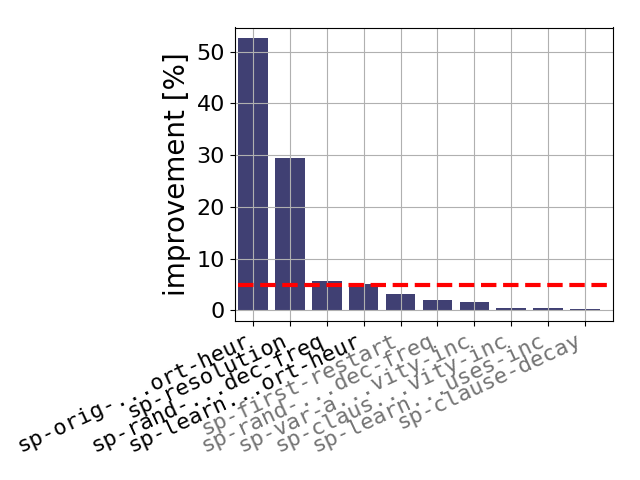 improvement [%]
50
40
30
20
10
0
sp-orig-...ort-heur
sp-resolution
sp-rand-...dec-freq
sp-learn...ort-heur
sp-first-restart
sp-rand-...dec-freq
sp-var-a...vity-inc
sp-claus...vity-inc
sp-learn...uses-inc
sp-clause-decay